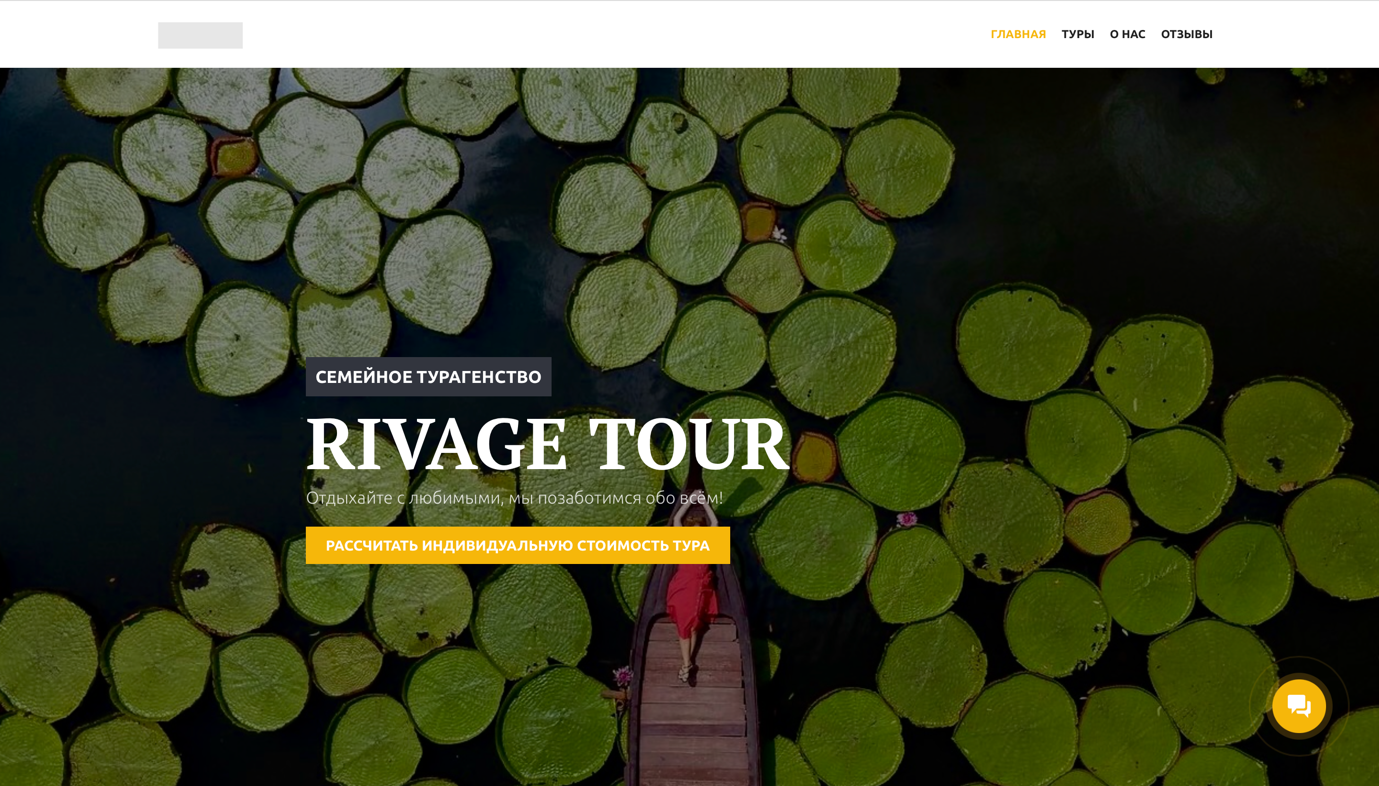 ГЛАВНАЯ ТУРЫ О НАС ОТЗЫВЫ
СЕМЕЙНОЕ ТУРАГЕНСТВО
RIVAGE TOUR
Отдыхайте с любимыми, мы позаботимся обо всём!
РАССЧИТАТЬ ИНДИВИДУАЛЬНУЮ СТОИМОСТЬ ТУРА